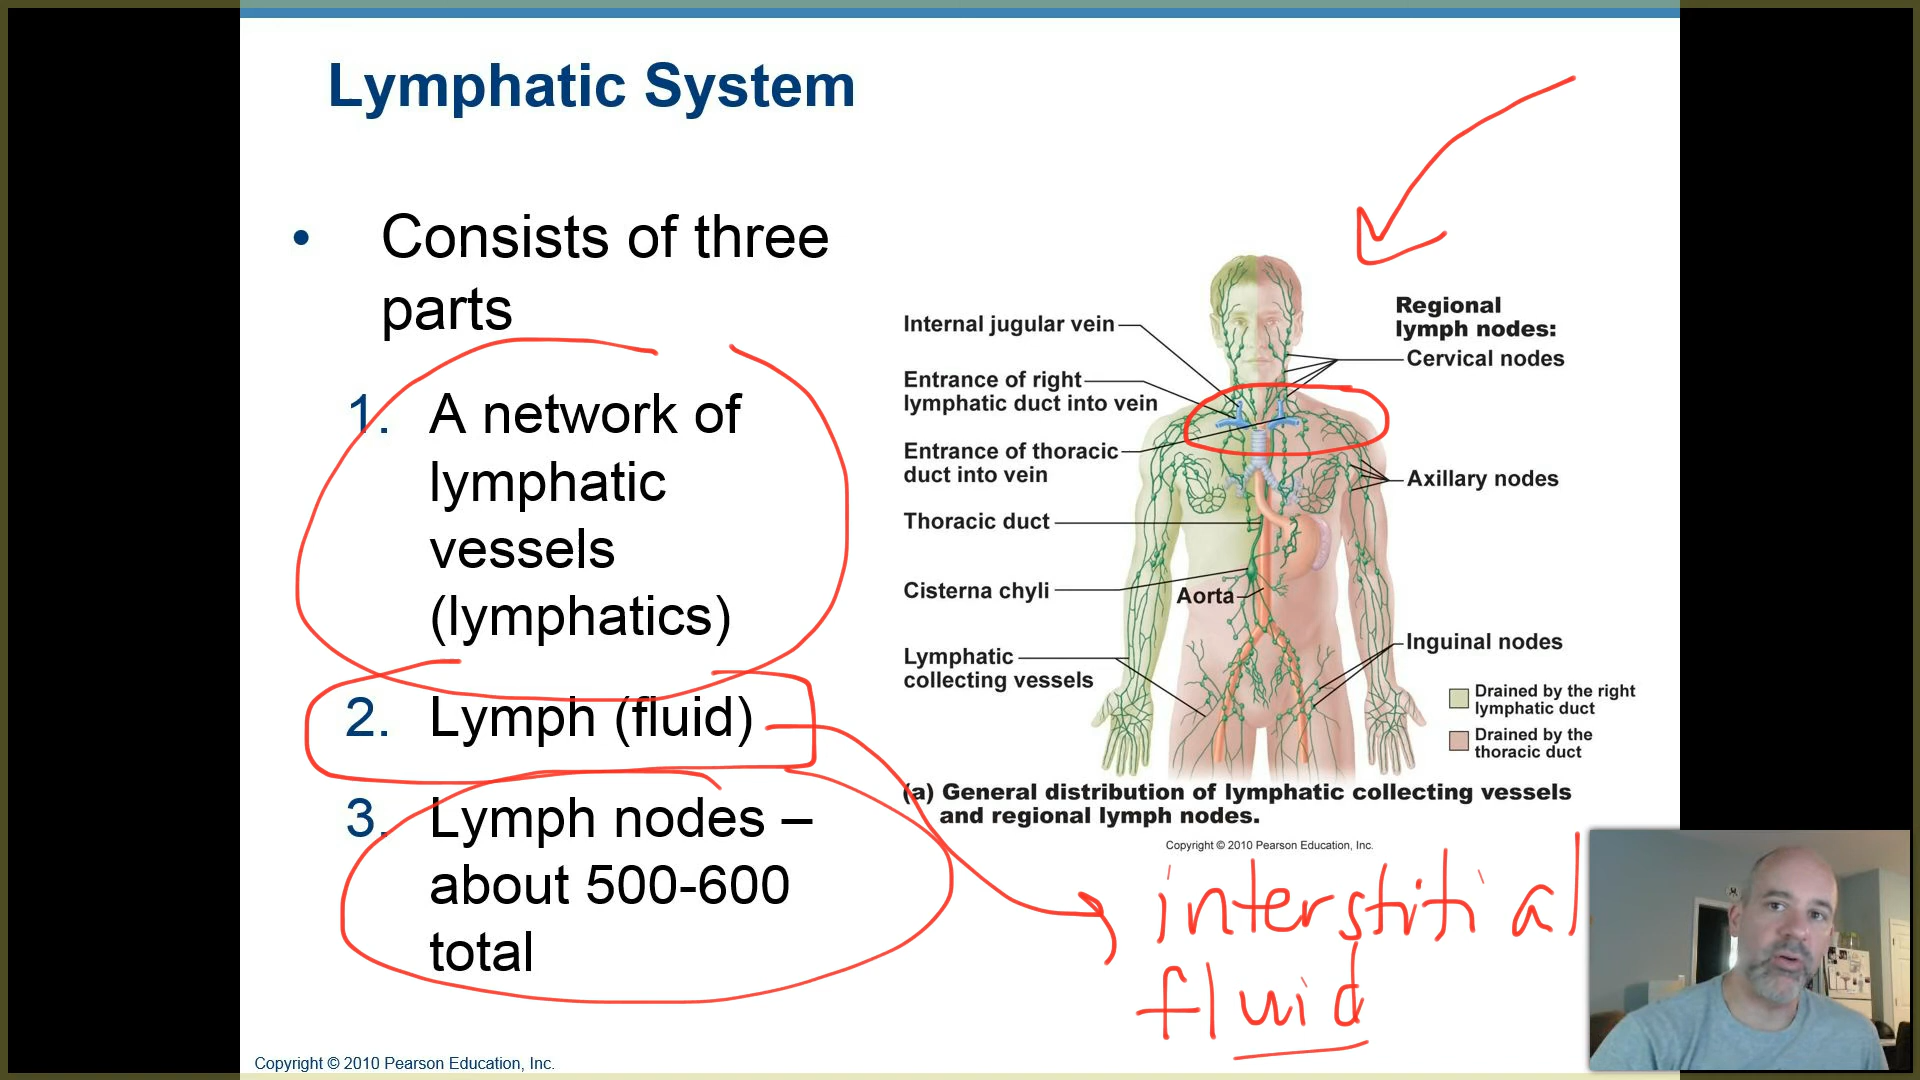 Lymphatic System
• Consists of three
parts
1. A network of
lymphatic
vessels
(lymphatics)
2. Lymph (fluid)
3. Lymph nodes –
about 500-600
total
Internal jugular vein
Entrance of right
lymphatic duct into vein
Entrance of thoracic
duct into vein
Thoracic duct
Cisterna chyli
Aorta
Lymphatic
collecting vessels
Regional
lymph nodes:
Cervical nodes
Axillary nodes
Inguinal nodes
Drained by the right
lymphatic duct
Drained by the
thoracic duct
(a) General distribution of lymphatic collecting vessels
and regional lymph nodes.
Copyright © 2010 Pearson Education, Inc.
interstitial
fluid
Copyright © 2010 Pearson Education, Inc.